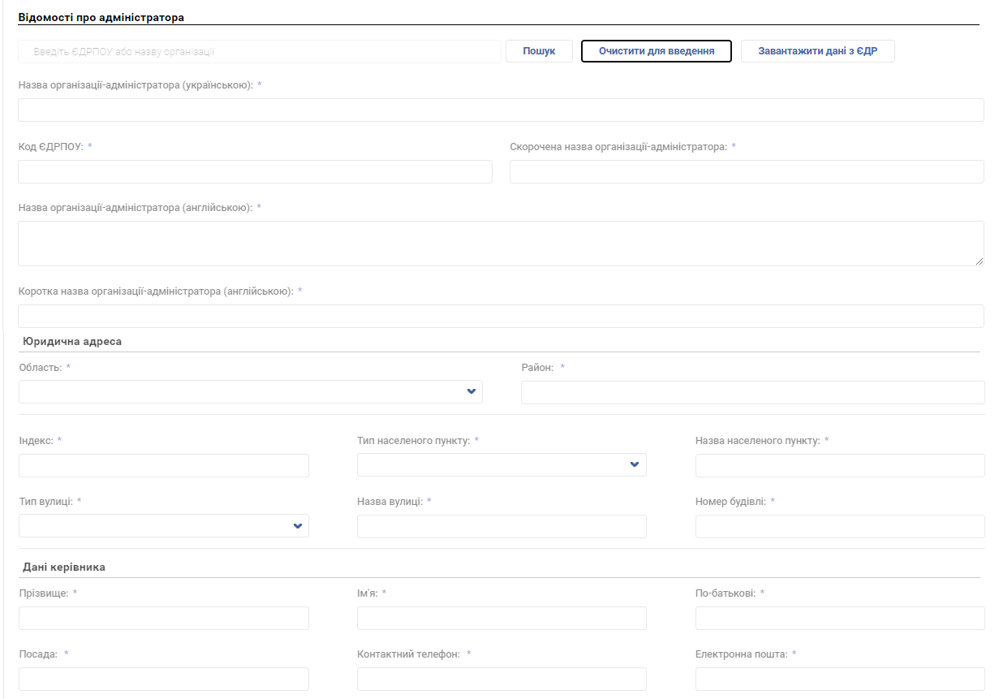 Відомості про адміністратора
Введіть ЄДРПОУ або назву організації Пошук Очистити для введення Завантажити дані з ЄДР
Назва організації-адміністратора (українською): *
Код ЄДРПОУ: * Скорочена назва організації-адміністратора: *
Назва організації-адміністратора (англійською): *
Коротка назва організації-адміністратора (англійською): *
Юридична адреса
Область: * Район: *
Індекс: * Тип населеного пункту: * Назва населеного пункту: *
Тип вулиці: * Назва вулиці: * Номер будівлі: *
Дані керівника
Прізвище: * Ім'я: * По-батькові: *
Посада: * Контактний телефон: * Електронна пошта: *